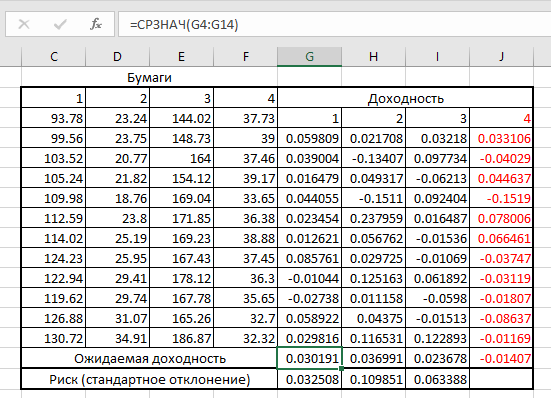 =СРЗНАЧ(G4:G14)
C D E F G H I J
Бумаги
1 2 3 4 Доходность
93.78 23.24 144.02 37.73 1 2 3 4
99.56 23.75 148.73 39 0.059809 0.021708 0.03218 0.033106
103.52 20.77 164 37.46 0.039004 -0.13407 0.097734 -0.04029
105.24 21.82 154.12 39.17 0.016479 0.049317 -0.06213 0.044637
109.98 18.76 169.04 33.65 0.044055 -0.1511 0.092404 -0.1519
112.59 23.8 171.85 36.38 0.023454 0.237959 0.016487 0.078006
114.02 25.19 169.23 38.88 0.012621 0.056762 -0.01536 0.066461
124.23 25.95 167.43 37.45 0.085761 0.029725 -0.01069 -0.03747
122.94 29.41 178.12 36.3 -0.01044 0.125163 0.061892 -0.03119
119.62 29.74 167.78 35.65 -0.02738 0.011158 -0.0598 -0.01807
126.88 31.07 165.26 32.7 0.058922 0.04375 -0.01513 -0.08637
130.72 34.91 186.87 32.32 0.029816 0.116531 0.122893 -0.01169
Ожидаемая доходность 0.030191 0.036991 0.023678 -0.01407
Риск (стандартное отклонение) 0.032508 0.109851 0.063388